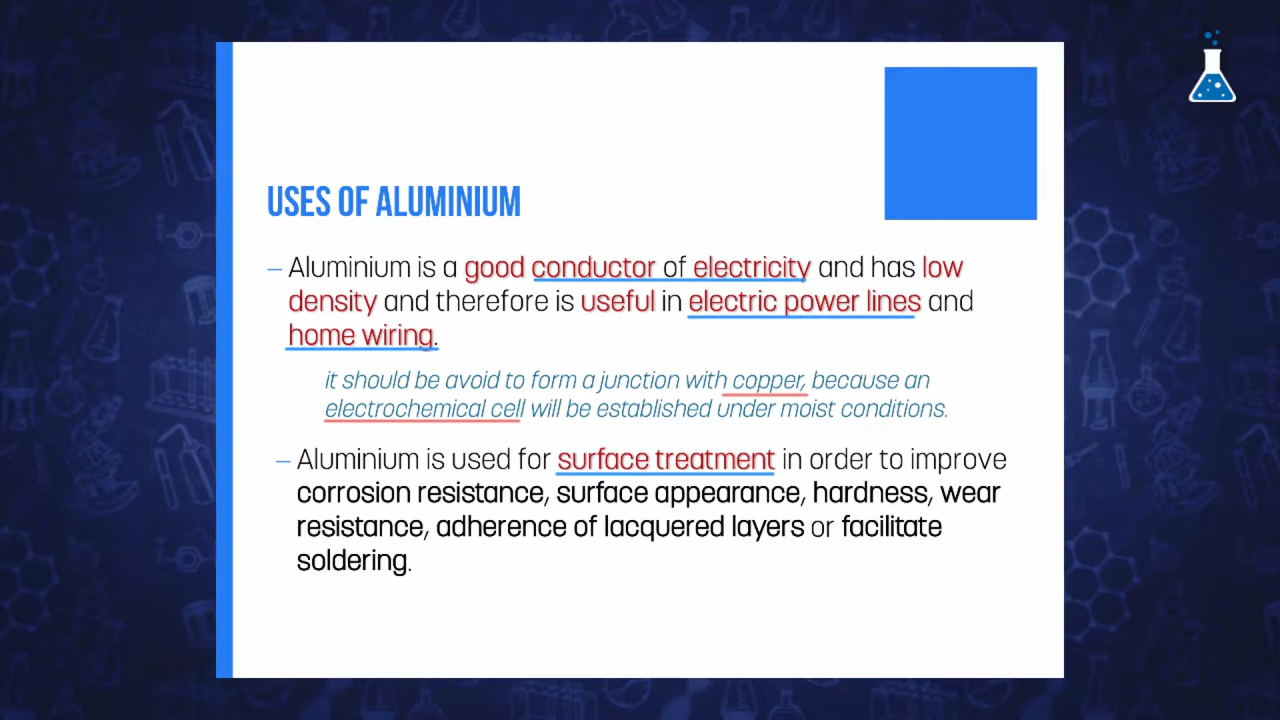 USES OF ALUMINIUM
– Aluminium is a good conductor of electricity and has low
density and therefore is useful in electric power lines and
home wiring.
it should be avoid to form a junction with copper, because an
electrochemical cell will be established under moist conditions.
– Aluminium is used for surface treatment in order to improve
corrosion resistance, surface appearance, hardness, wear
resistance, adherence of lacquered layers or facilitate
soldering.